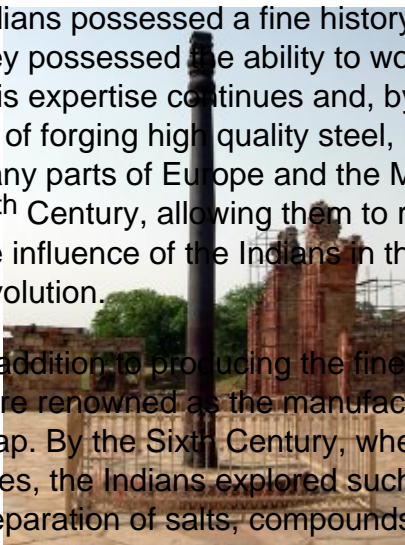 dians possessed a fine history
ey possessed the ability to wo
is expertise continues and, by
of forging high quality steel,
any parts of Europe and the M
th Century, allowing them to r
e influence of the Indians in th
volution.
addition to producing the fine
re renowned as the manufac
ap. By the Sixth Century, whe
es, the Indians explored such
eparation of salts, compounds